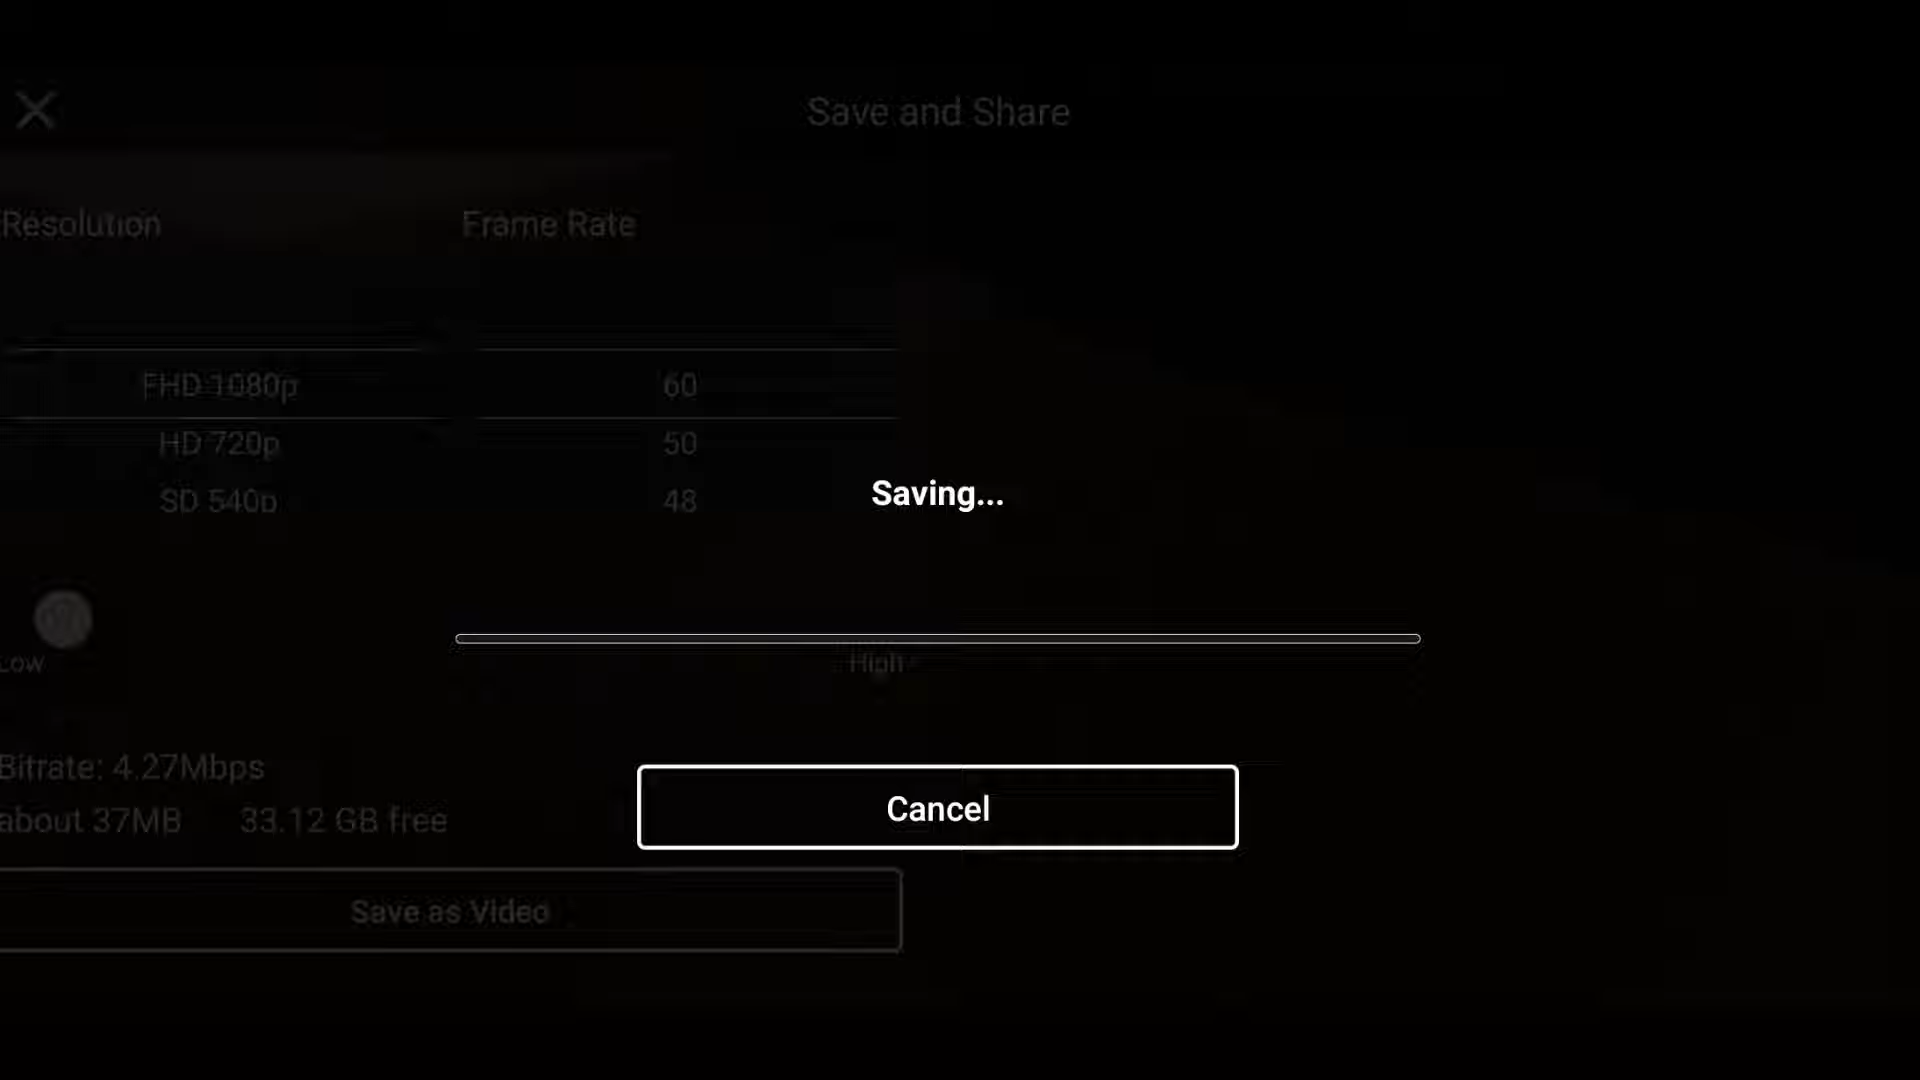 Save and Share
Resolution Frame Rate
FHD 1080p 60
HD 720p 50
SD 540p 48
Saving...
Low High
Bitrate: 4.27Mbps
about 37MB 33.12 GB free
Cancel
Save as Video